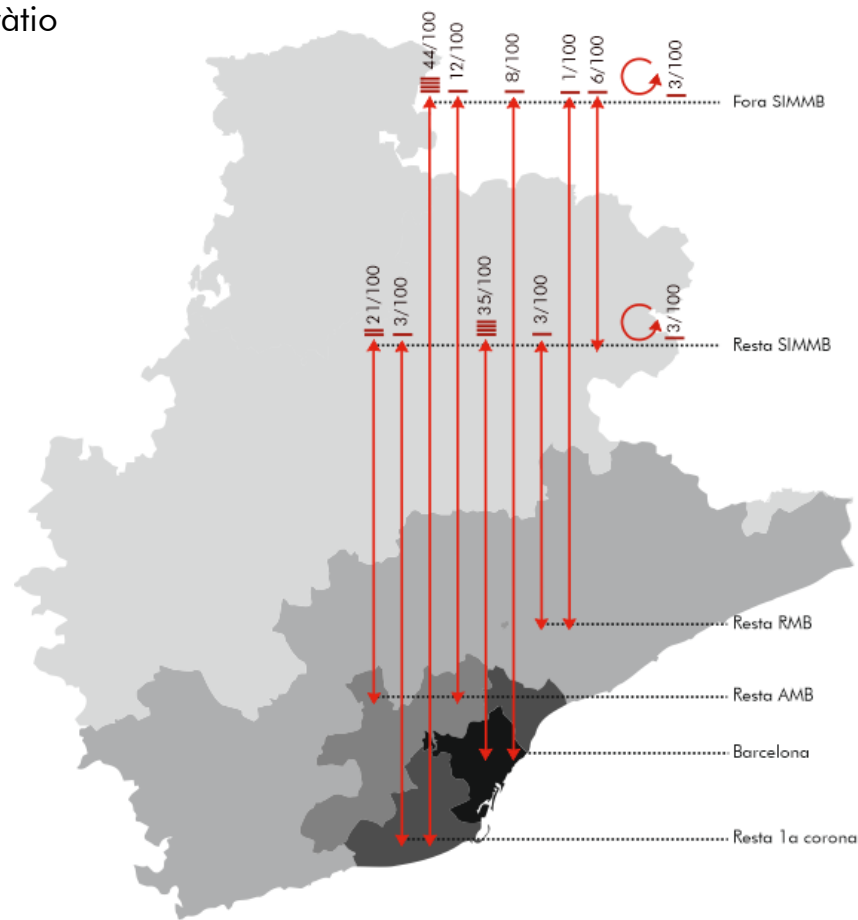 àtio
44/100
12/100
8/100
1/100
6/100
3/100
Fora SIMMB
21/100
3/100
35/100
3/100
3/100
Resta SIMMB
Resta RMB
Resta AMB
Barcelona
Resta 1a corona